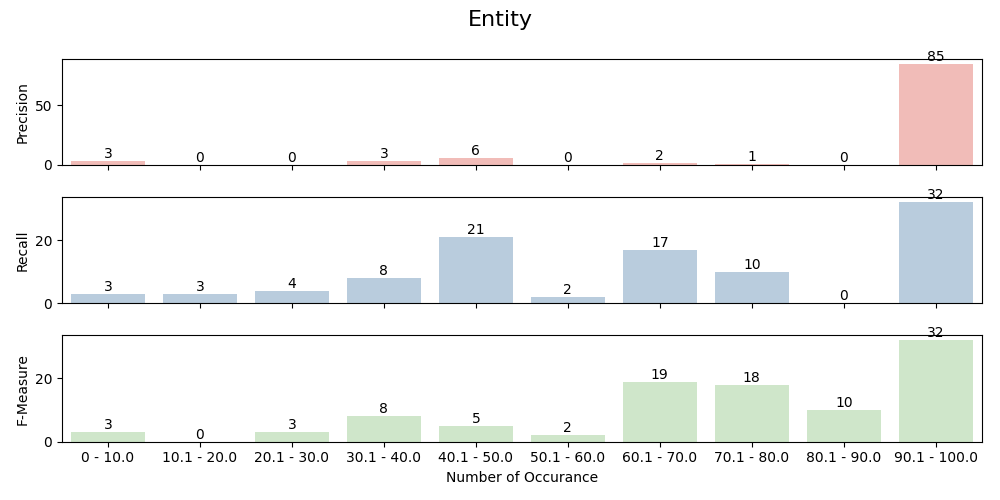 Entity
Precision
50
0
3 0 0 3 6 0 2 1 0 85
Recall
20
0
3 3 4 8 21 2 17 10 0 32
F-Measure
20
0
3 0 3 8 5 2 19 18 10 32
0 - 10.0 10.1 - 20.0 20.1 - 30.0 30.1 - 40.0 40.1 - 50.0 50.1 - 60.0 60.1 - 70.0 70.1 - 80.0 80.1 - 90.0 90.1 - 100.0
Number of Occurance